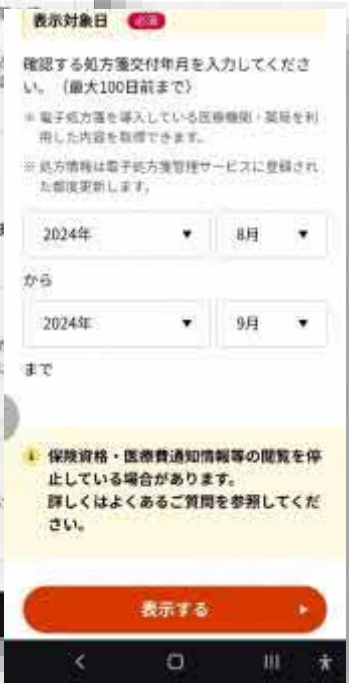 表示対象日 必須
確認する処方箋交付年月を入力してくださ
い。（最大100日前まで）
※ 電子処方箋を導入している医療機関・薬局を利
用した内容を取得できます。
※ 処方情報は電子処方箋管理サービスに登録され
た都度更新します。
2024年 ▼ 8月 ▼
から
2024年 ▼ 9月 ▼
まで
保険資格・医療費通知情報等の閲覧を停
止している場合があります。
詳しくはよくあるご質問を参照してくだ
さい。
表示する